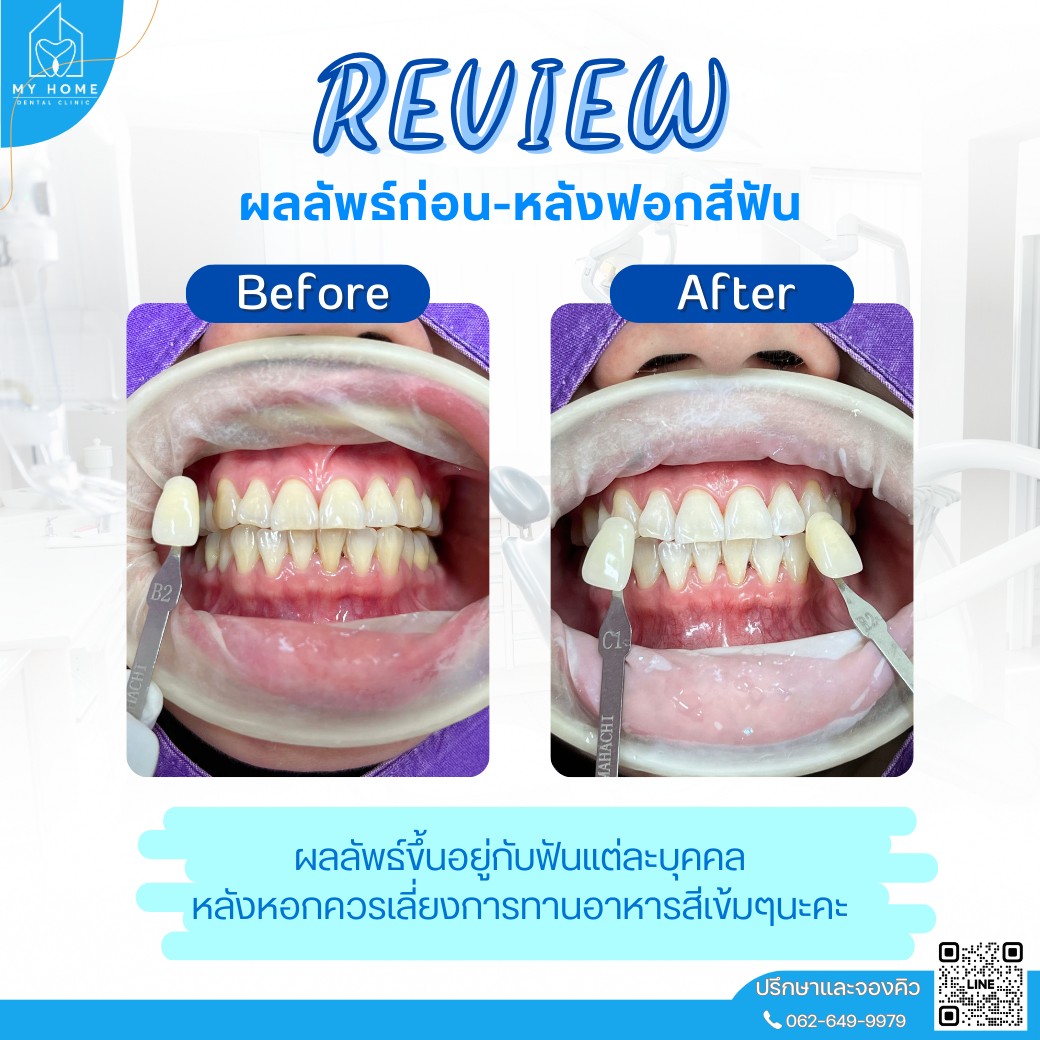 MY HOME
DENTAL CLINIC
REVIEW
ผลลัพธ์ก่อน-หลังฟอกสีฟัน
Before
After
B2
MAHACHI
C1
MAHACHI
B2
ผลลัพธ์ขึ้นอยู่กับฟันแต่ละบุคคล
หลังหอกควรเลี่ยงการทานอาหารสีเข้มๆนะคะ
ปรึกษาและจองคิว
LINE
062-649-9979